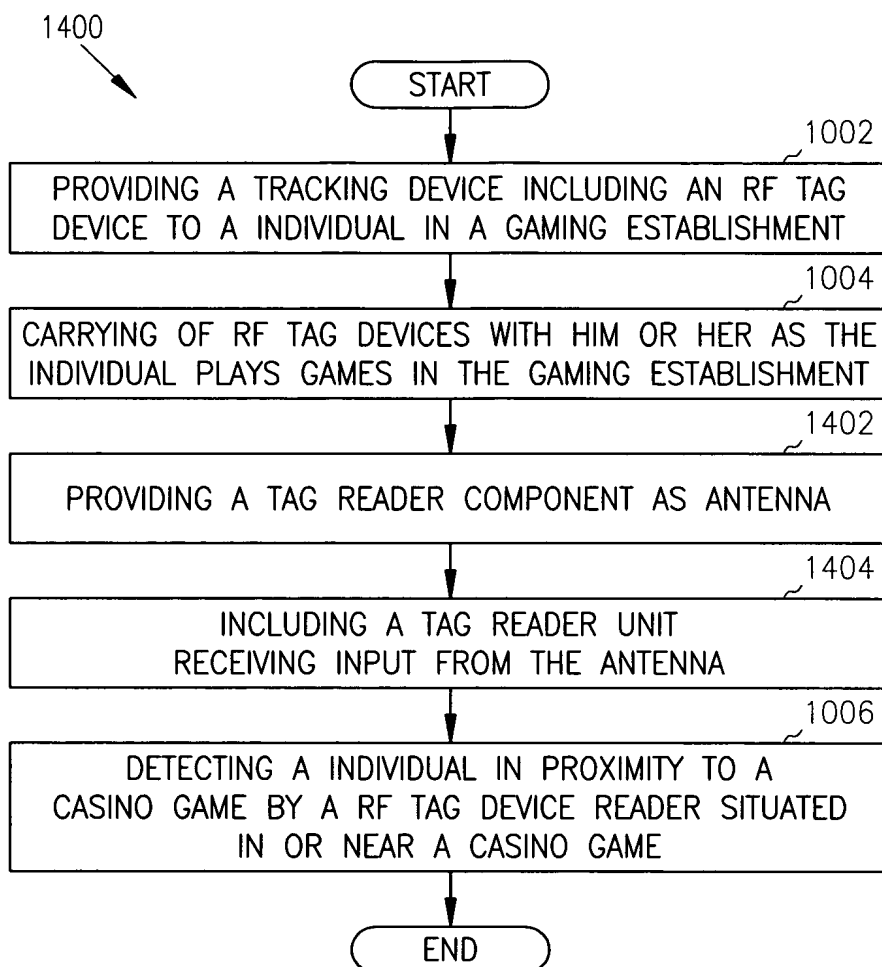 1400
START
1002
PROVIDING A TRACKING DEVICE INCLUDING AN RF TAG
DEVICE TO A INDIVIDUAL IN A GAMING ESTABLISHMENT
1004
CARRYING OF RF TAG DEVICES WITH HIM OR HER AS THE
INDIVIDUAL PLAYS GAMES IN THE GAMING ESTABLISHMENT
1402
PROVIDING A TAG READER COMPONENT AS ANTENNA
1404
INCLUDING A TAG READER UNIT
RECEIVING INPUT FROM THE ANTENNA
1006
DETECTING A INDIVIDUAL IN PROXIMITY TO A
CASINO GAME BY A RF TAG DEVICE READER SITUATED
IN OR NEAR A CASINO GAME
END